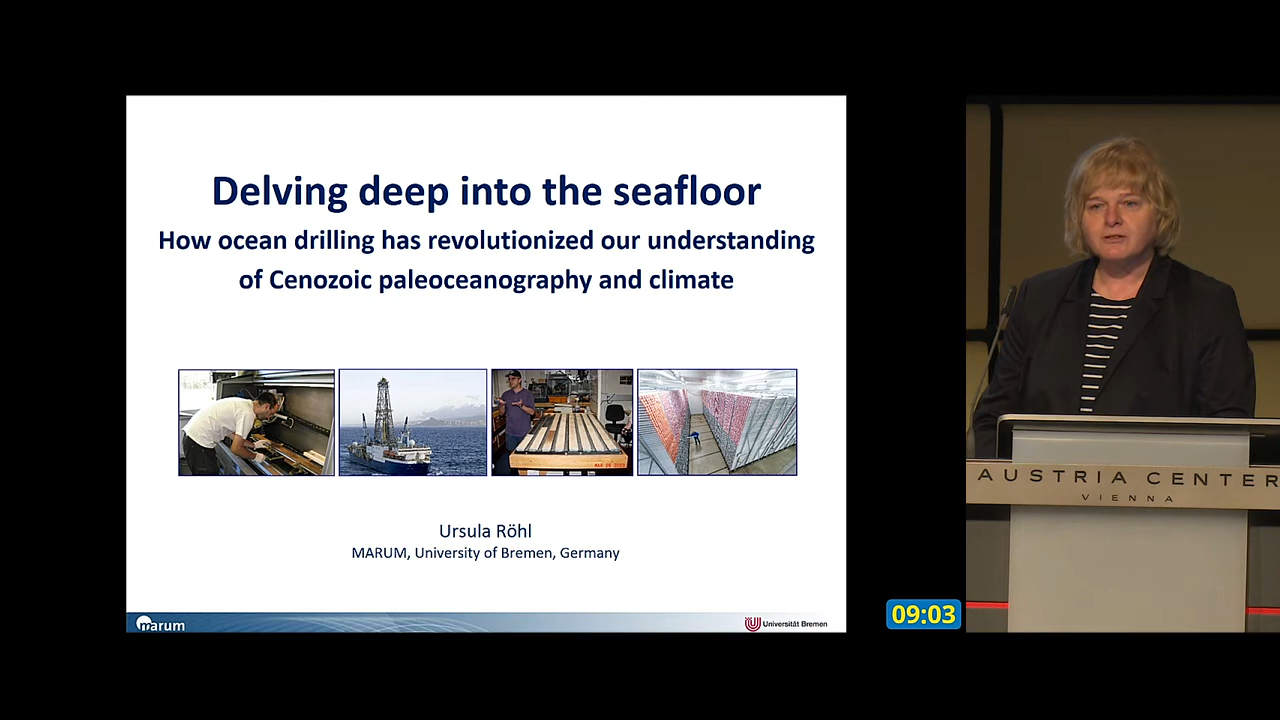 Delving deep into the seafloor
How ocean drilling has revolutionized our understanding
of Cenozoic paleoceanography and climate
Ursula Röhl
MARUM, University of Bremen, Germany
marum
Universität Bremen
09:03
AUSTRIA CENTER
VIENNA